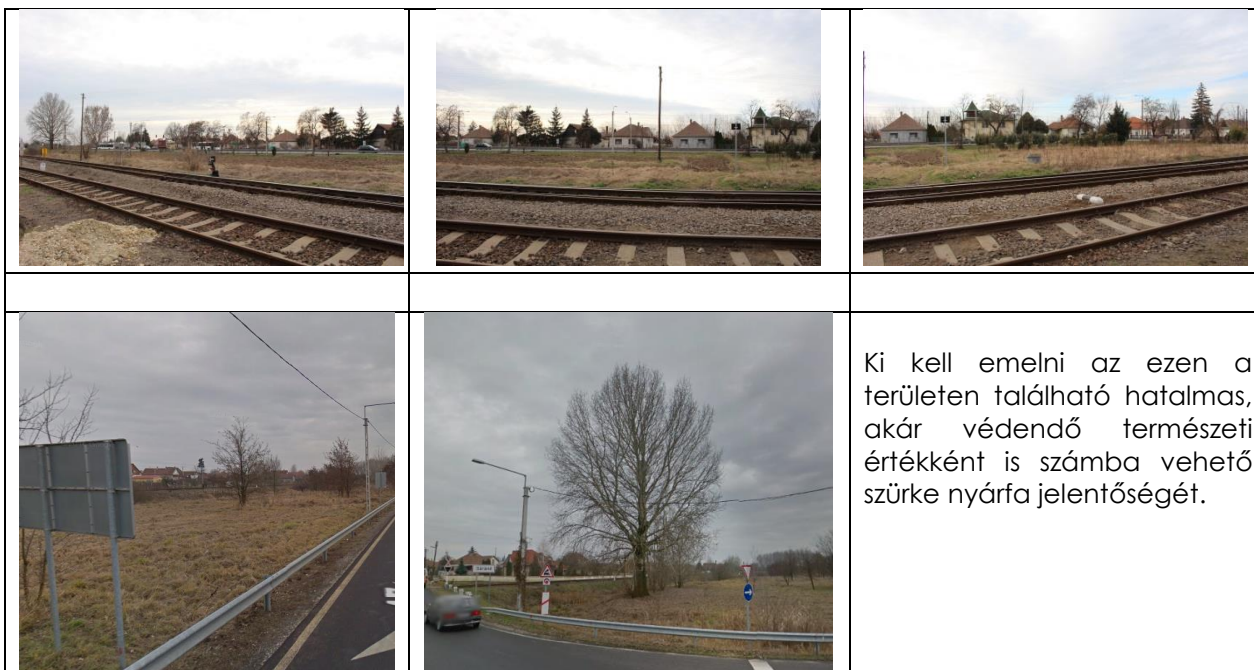 Ki kell emelni az ezen a
területen található hatalmas,
akár védendő természeti
értékként is számba vehető
szürke nyárfa jelentőségét.